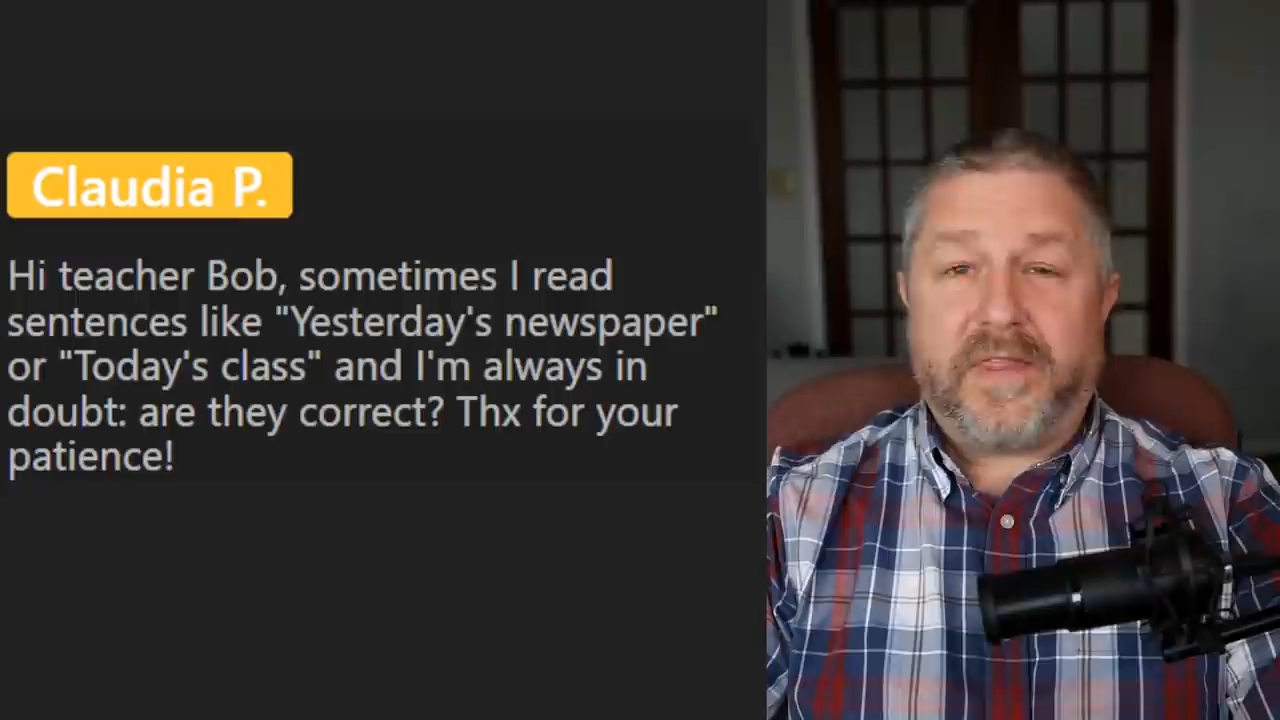 Claudia P.
Hi teacher Bob, sometimes I read
sentences like "Yesterday's newspaper"
or "Today's class" and I'm always in
doubt: are they correct? Thx for your
patience!